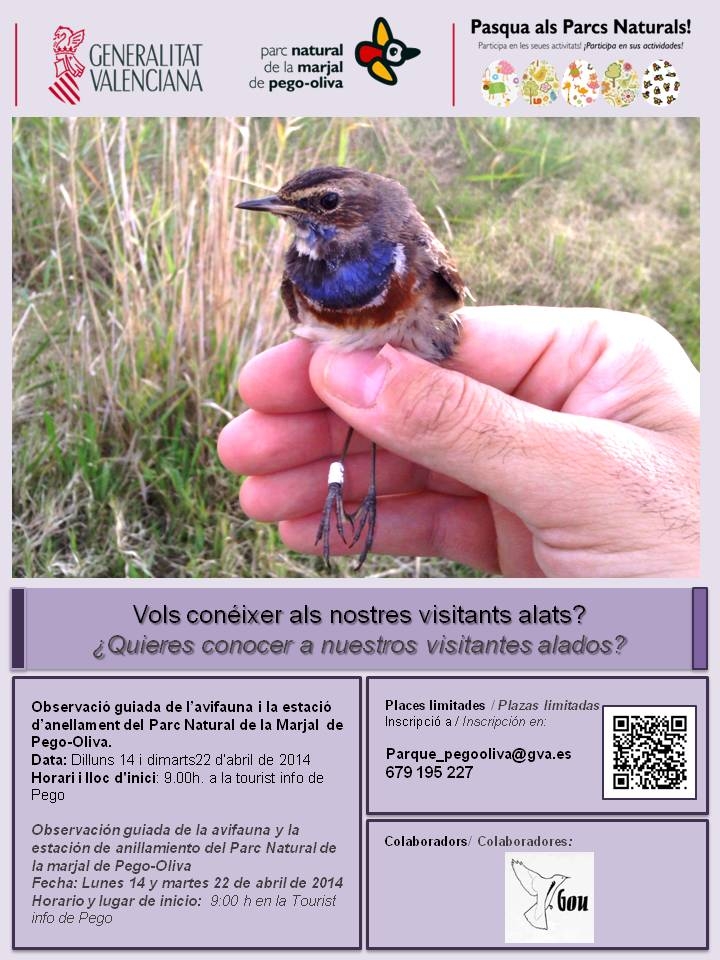 GENERALITAT
VALENCIANA
parc natural
de la marjal
de pego-oliva
Pasqua als Parcs Naturals!
Participa en les seues activitats! ¡Participa en sus actividades!
Vols conéixer als nostres visitants alats?
¿Quieres conocer a nuestros visitantes alados?
Observació guiada de l'avifauna i la estació
d'anellament del Parc Natural de la Marjal de
Pego-Oliva.
Data: Dilluns 14 i dimarts22 d'abril de 2014
Horari i lloc d'inici: 9.00h. a la tourist info de
Pego
Observación guiada de la avifauna y la
estación de anillamiento del Parc Natural de
la marjal de Pego-Oliva
Fecha: Lunes 14 y martes 22 de abril de 2014
Horario y lugar de inicio: 9:00 h en la Tourist
info de Pego
Places limitades / Plazas limitadas
Inscripció a / Inscripción en:
Parque_pegooliva@gva.es
679 195 227
Colaboradors/ Colaboradores:
Gou